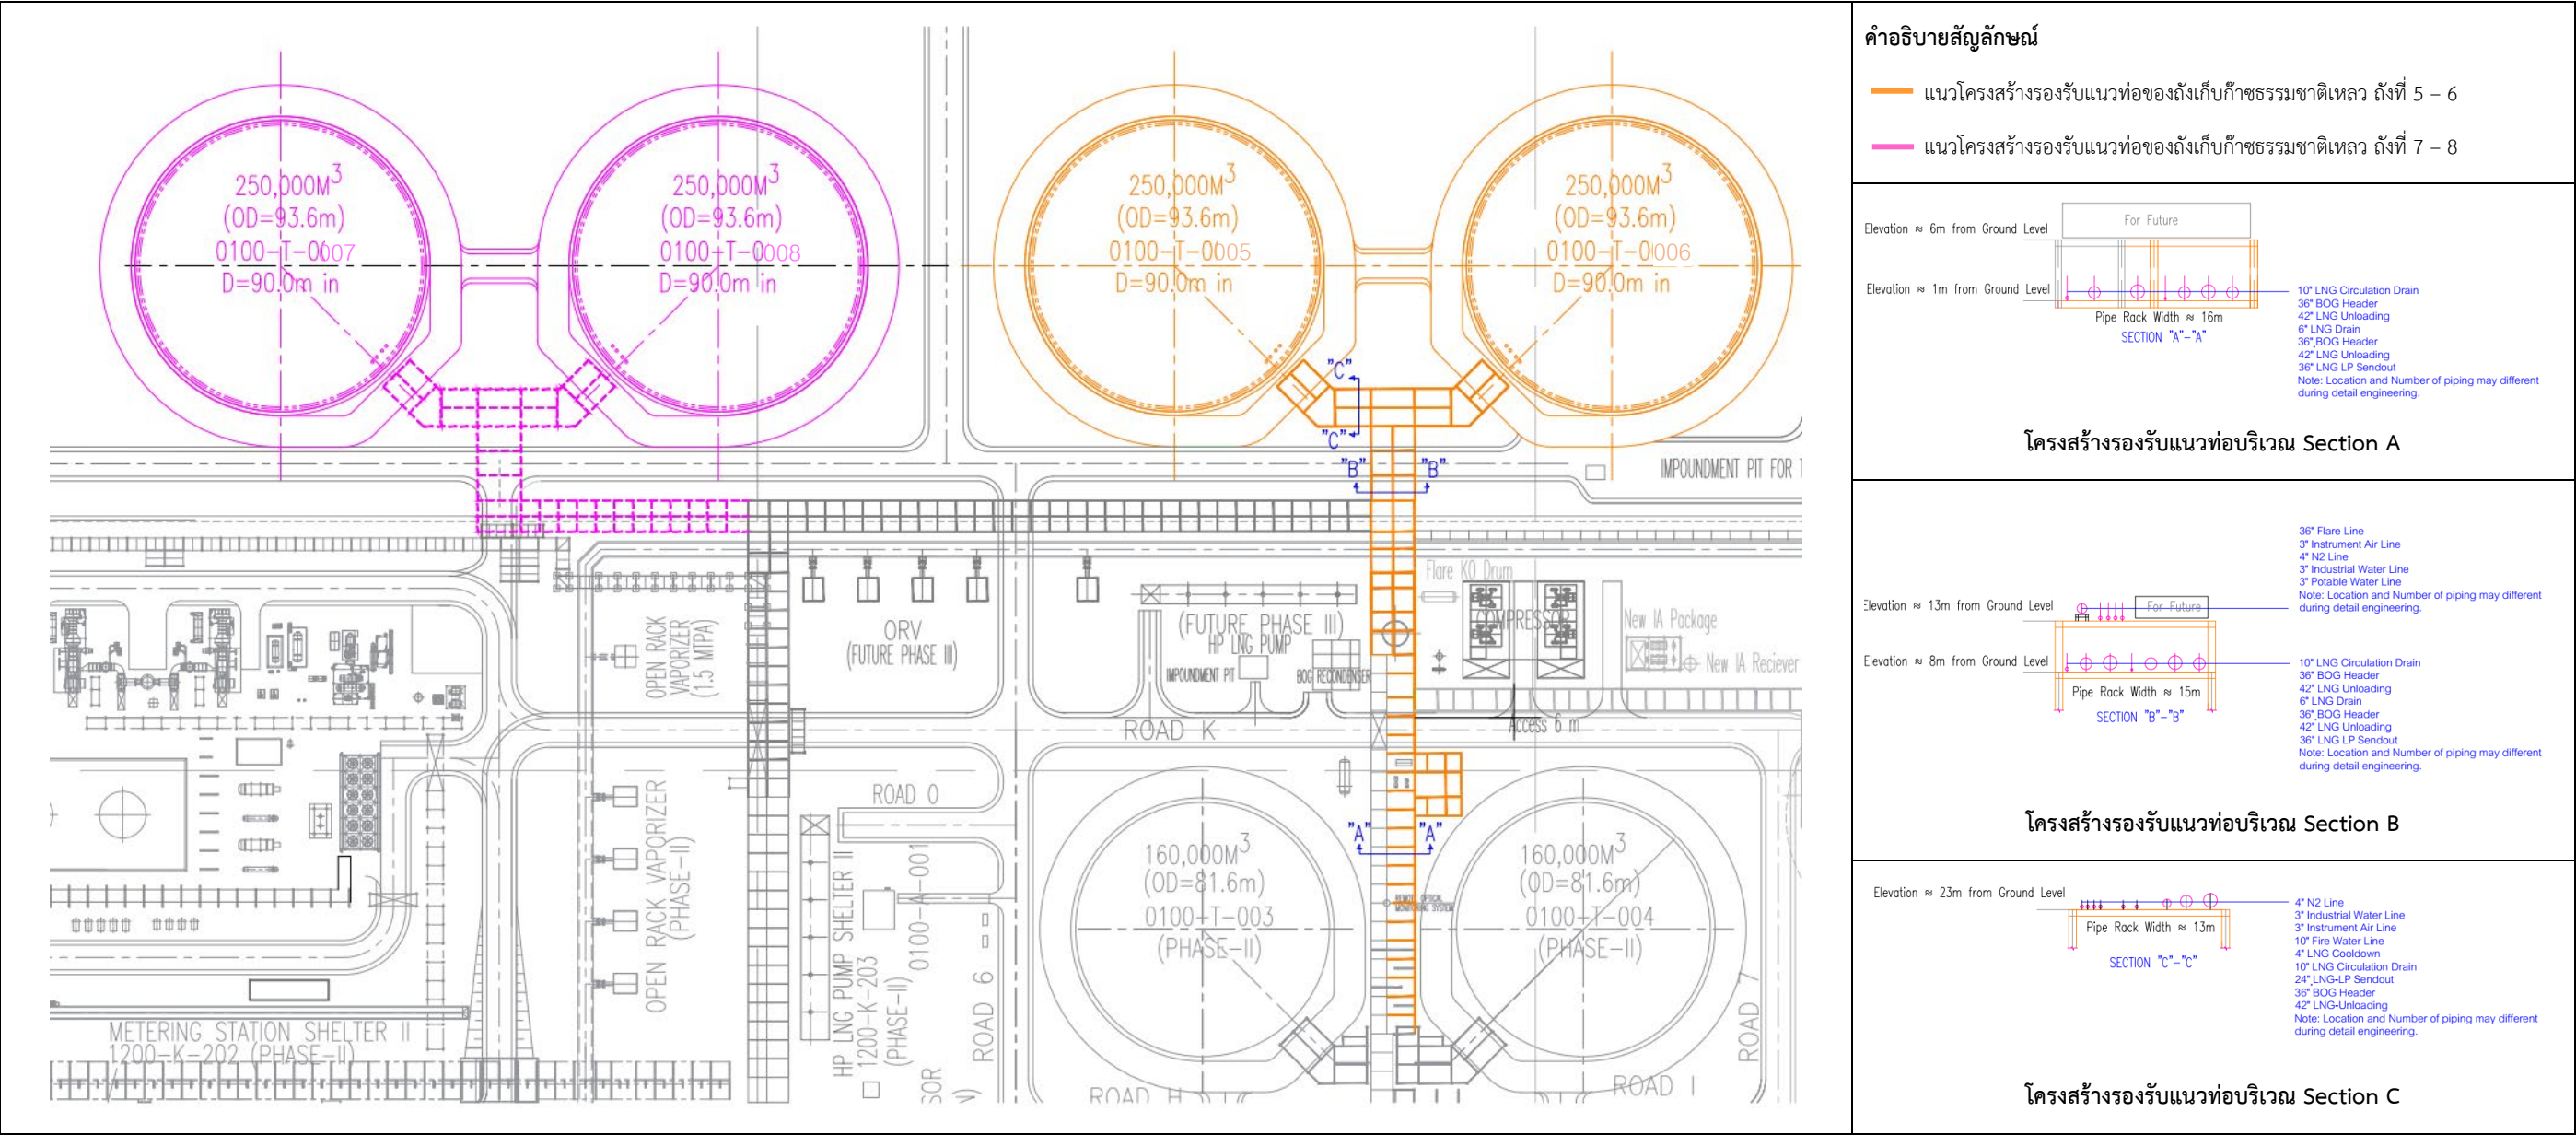 250,000M3
(OD=93.6m)
0100-T-0007
D=90.0m in
250,000M3
(OD=93.6m)
0100-T-0008
D=90.0m in
250,000M3
(OD=93.6m)
0100-T-0005
D=90.0m in
250,000M3
(OD=93.6m)
0100-T-0006
D=90.0m in
"C"
"C"
"B" "B"
IMPOUNDMENT PIT FOR
OPEN RACK
VAPORIZER
(1.5 MTPA)
ORV
(FUTURE PHASE III)
(FUTURE PHASE III)
HP LNG PUMP
IMPOUNDMENT PIT
BOG RECONDENSER
Flare KO Drum
COMPRESSOR
New IA Package
New IA Reciever
ROAD K
Access 6 m
ROAD O
OPEN RACK VAPORIZER
(PHASE-II)
HP LNG PUMP SHELTER II
1200-K-203
(PHASE-II)
0100-A-001
ROAD 6
160,000M3
(OD=81.6m)
0100-T-003
(PHASE-II)
"A" "A"
160,000M3
(OD=81.6m)
0100-T-004
(PHASE-II)
ROAD 7
METERING STATION SHELTER II
1200-K-202 (PHASE-II)
ROAD H
ROAD I
คำอธิบายสัญลักษณ์
แนวโครงสร้างรองรับแนวท่อของถังเก็บก๊าซธรรมชาติเหลว ถังที่ 5 – 6
แนวโครงสร้างรองรับแนวท่อของถังเก็บก๊าซธรรมชาติเหลว ถังที่ 7 – 8
For Future
Elevation ≈ 6m from Ground Level
Elevation ≈ 1m from Ground Level
Pipe Rack Width ≈ 16m
SECTION "A"-"A"
10" LNG Circulation Drain
36" BOG Header
42" LNG Unloading
6" LNG Drain
36" BOG Header
42" LNG Unloading
36" LNG LP Sendout
Note: Location and Number of piping may different
during detail engineering.
โครงสร้างรองรับแนวท่อบริเวณ Section A
36" Flare Line
3" Instrument Air Line
4" N2 Line
3" Industrial Water Line
3" Potable Water Line
Note: Location and Number of piping may different
during detail engineering.
Elevation ≈ 13m from Ground Level
For Future
Elevation ≈ 8m from Ground Level
Pipe Rack Width ≈ 15m
SECTION "B"-"B"
10" LNG Circulation Drain
36" BOG Header
42" LNG Unloading
6" LNG Drain
36" BOG Header
42" LNG Unloading
36" LNG LP Sendout
Note: Location and Number of piping may different
during detail engineering.
โครงสร้างรองรับแนวท่อบริเวณ Section B
Elevation ≈ 23m from Ground Level
Pipe Rack Width ≈ 13m
SECTION "C"-"C"
4" N2 Line
3" Industrial Water Line
3" Instrument Air Line
10" Fire Water Line
4" LNG Cooldown
10" LNG Circulation Drain
24" LNG-LP Sendout
36" BOG Header
42" LNG-Unloading
Note: Location and Number of piping may different
during detail engineering.
โครงสร้างรองรับแนวท่อบริเวณ Section C